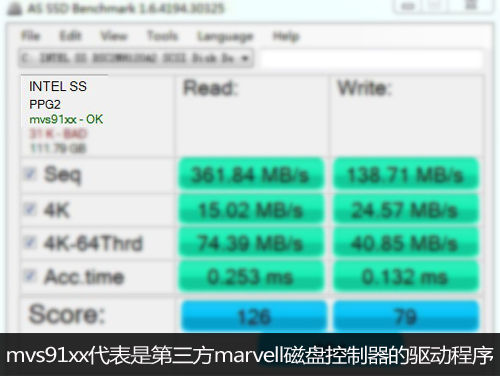 AS SSD Benchmark 1.6.4194.30325
File Edit View Tools Language Help
INTEL SS
PPG2
mvs91xx - OK
31 K - BAD
111.79 GB
Read:
Write:
Seq 361.84 MB/s 138.71 MB/s
4K 15.02 MB/s 24.57 MB/s
4K-64Thrd 74.39 MB/s 40.85 MB/s
Acc.time 0.253 ms 0.132 ms
Score: 126 79
mvs91xx代表是第三方marvell磁盘控制器的驱动程序